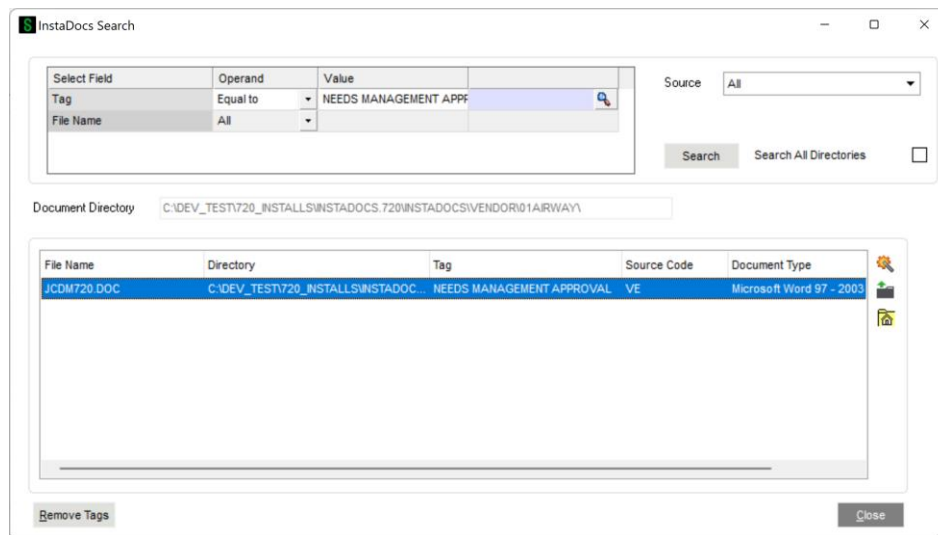 InstaDocs Search
Select Field Operand Value
Tag Equal to NEEDS MANAGEMENT APPR
File Name All
Source All
Search Search All Directories
Document Directory C:\DEV_TEST\720_INSTALLS\INSTADOCS.720\INSTADOCS\VENDOR\01AIRWAY\
File Name Directory Tag Source Code Document Type
JCDM720.DOC C:\DEV_TEST\720_INSTALLS\INSTADOC... NEEDS MANAGEMENT APPROVAL VE Microsoft Word 97 - 2003
Remove Tags Close